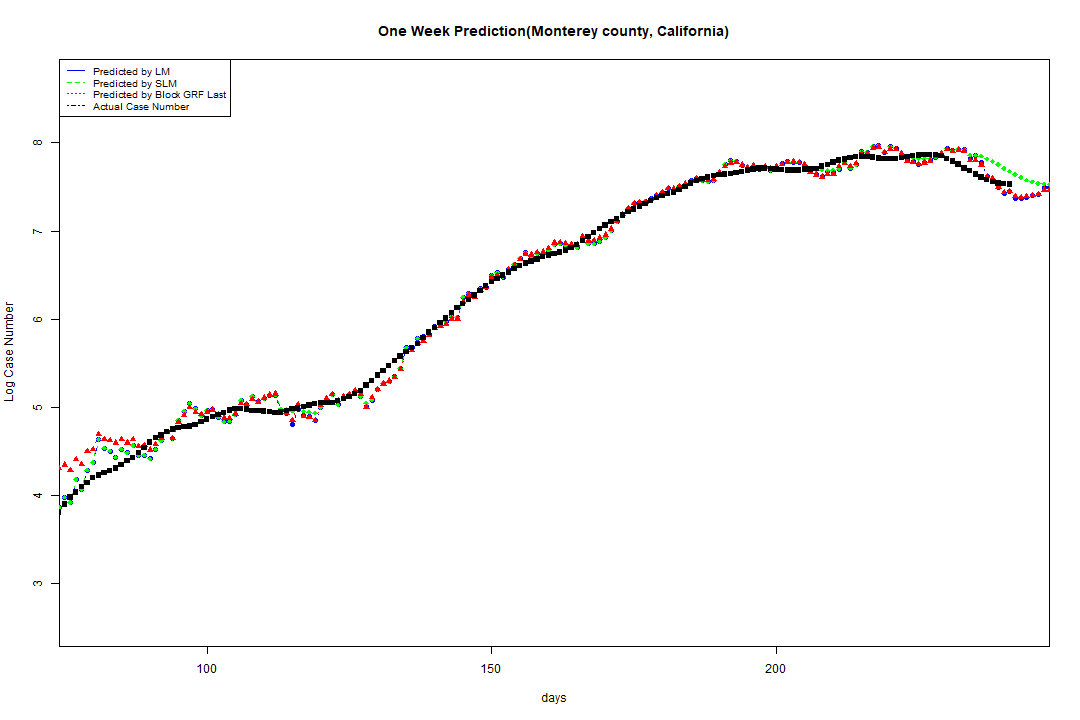 One Week Prediction(Monterey county, California)
Predicted by LM
Predicted by SLM
Predicted by Block GRF Last
Actual Case Number
8
7
6
5
4
3
Log Case Number
100 150 200
days